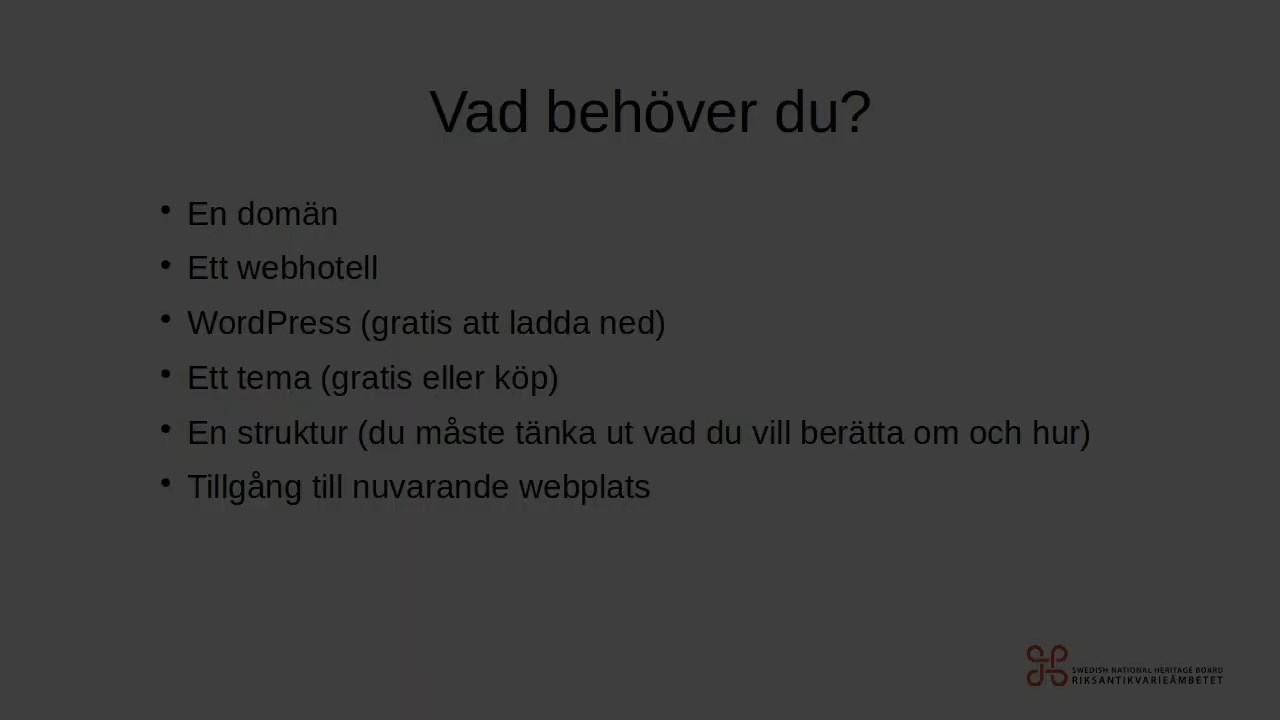 Vad behöver du?
• En domän
• Ett webhotell
• WordPress (gratis att ladda ned)
• Ett tema (gratis eller köp)
• En struktur (du måste tänka ut vad du vill berätta om och hur)
• Tillgång till nuvarande webplats
SWEDISH NATIONAL HERITAGE BOARD
RIKSANTIKVARIEÄMBETET